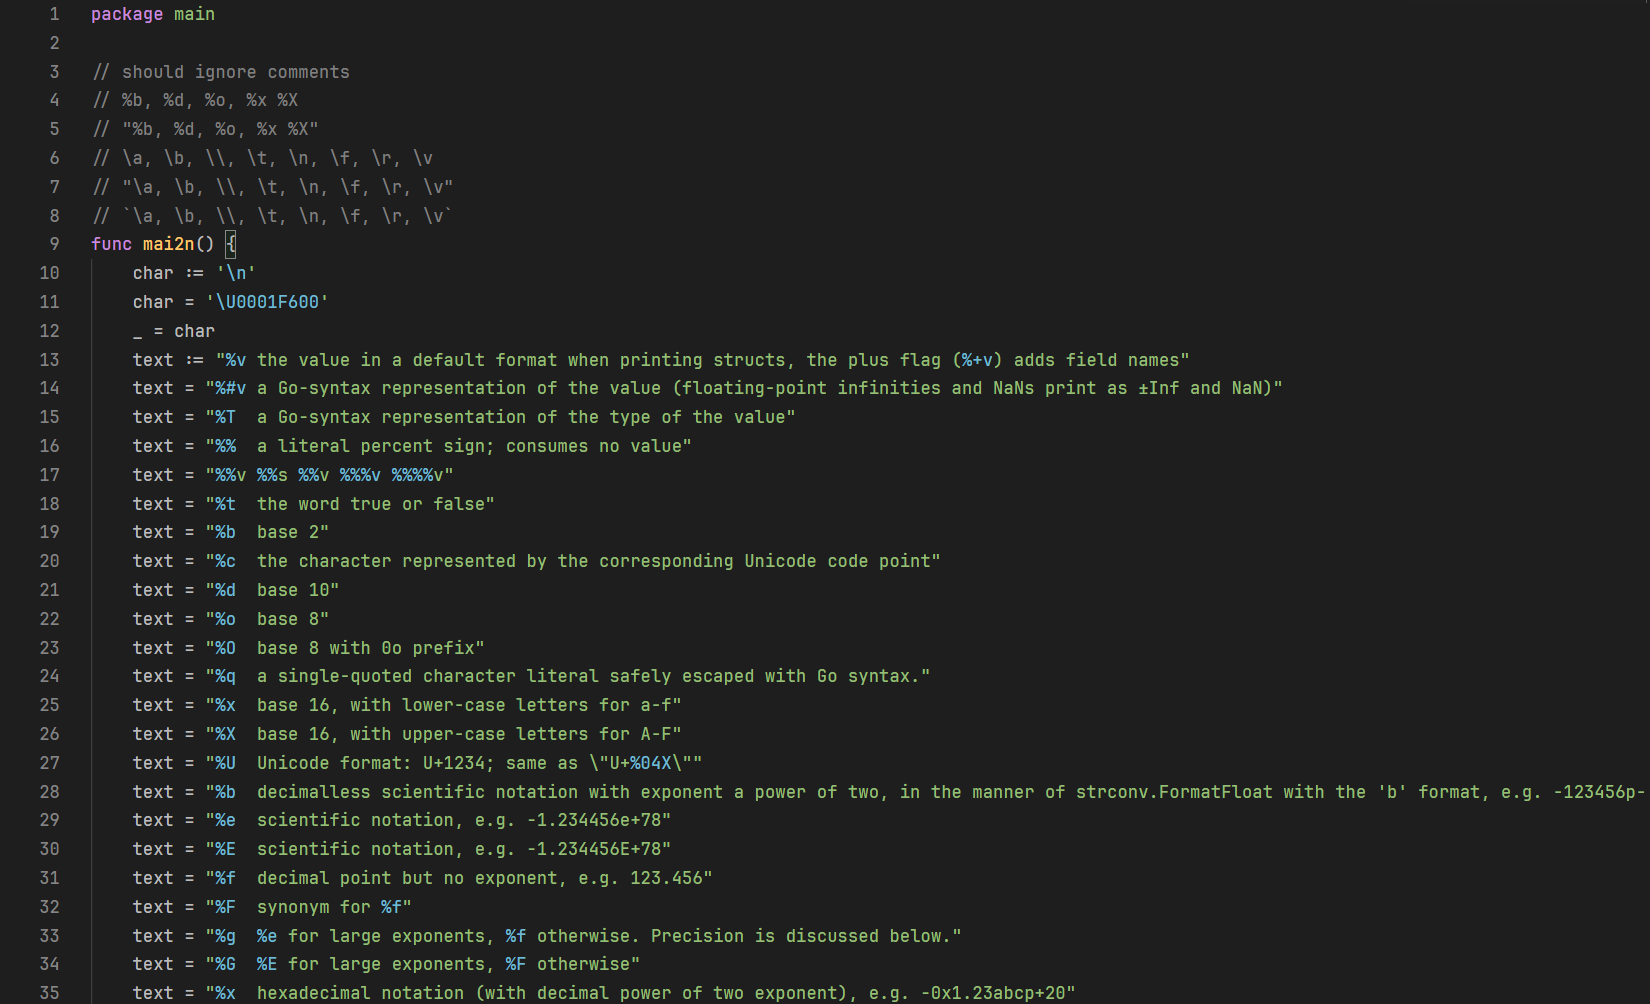 1 package main
2
3 // should ignore comments
4 // %b, %d, %o, %x %X
5 // "%b, %d, %o, %x %X"
6 // \a, \b, \\, \t, \n, \f, \r, \v
7 // "\a, \b, \\, \t, \n, \f, \r, \v"
8 // `\a, \b, \\, \t, \n, \f, \r, \v`
9 func mai2n() {
10     char := '\n'
11     char = '\U0001F600'
12     _ = char
13     text := "%v the value in a default format when printing structs, the plus flag (%+v) adds field names"
14     text = "%#v a Go-syntax representation of the value (floating-point infinities and NaNs print as ±Inf and NaN)"
15     text = "%T  a Go-syntax representation of the type of the value"
16     text = "%%  a literal percent sign; consumes no value"
17     text = "%%v %%s %%v %%%v %%%%v"
18     text = "%t  the word true or false"
19     text = "%b  base 2"
20     text = "%c  the character represented by the corresponding Unicode code point"
21     text = "%d  base 10"
22     text = "%o  base 8"
23     text = "%O  base 8 with 0o prefix"
24     text = "%q  a single-quoted character literal safely escaped with Go syntax."
25     text = "%x  base 16, with lower-case letters for a-f"
26     text = "%X  base 16, with upper-case letters for A-F"
27     text = "%U  Unicode format: U+1234; same as \"U+%04X\""
28     text = "%b  decimalless scientific notation with exponent a power of two, in the manner of strconv.FormatFloat with the 'b' format, e.g. -123456p-
29     text = "%e  scientific notation, e.g. -1.234456e+78"
30     text = "%E  scientific notation, e.g. -1.234456E+78"
31     text = "%f  decimal point but no exponent, e.g. 123.456"
32     text = "%F  synonym for %f"
33     text = "%g  %e for large exponents, %f otherwise. Precision is discussed below."
34     text = "%G  %E for large exponents, %F otherwise"
35     text = "%x  hexadecimal notation (with decimal power of two exponent), e.g. -0x1.23abcp+20"